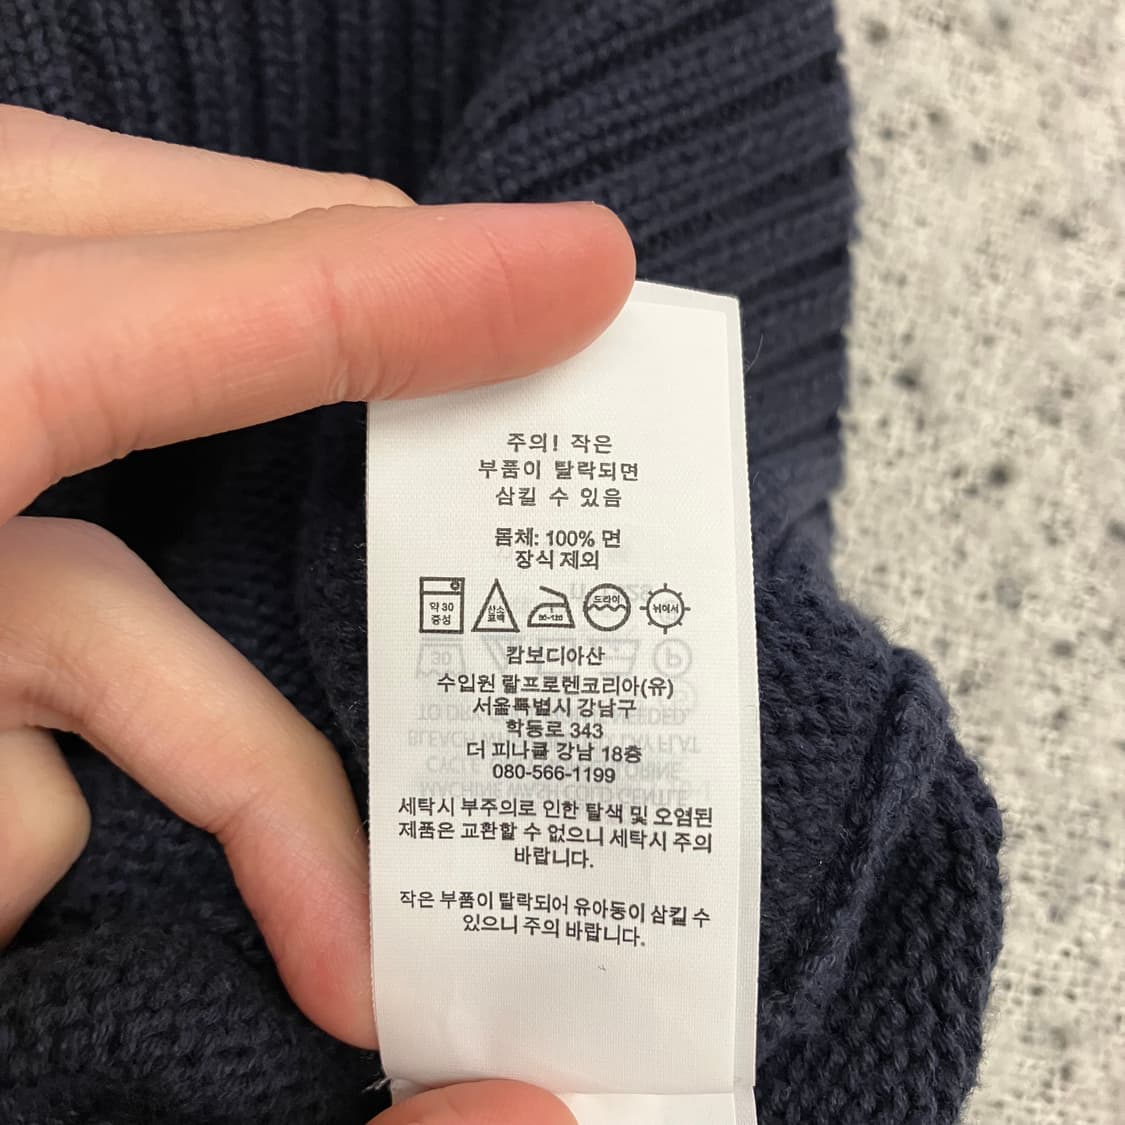 주의! 작은
부품이 탈락되면
삼킬 수 있음
몸체: 100% 면
장식 제외
약 30
중성
산소
표백
80-120
드라이
뉘어서
캄보디아산
수입원 랄프로렌코리아(유)
서울특별시 강남구
학동로 343
더 피나클 강남 18층
080-566-1199
세탁시 부주의로 인한 탈색 및 오염된
제품은 교환할 수 없으니 세탁시 주의
바랍니다.
작은 부품이 탈락되어 유아동이 삼킬 수
있으니 주의 바랍니다.